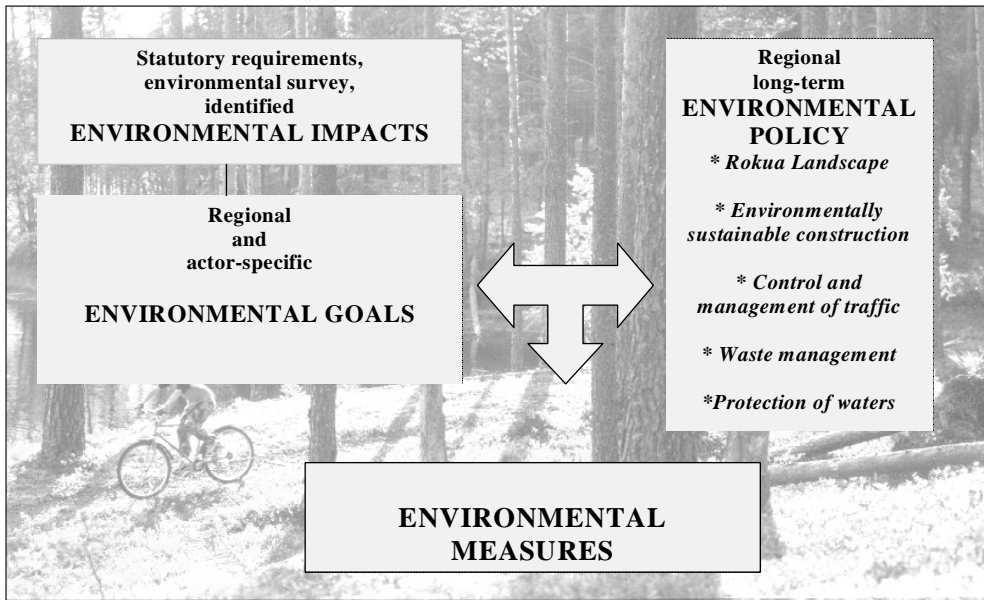 Statutory requirements,
environmental survey,
identified
ENVIRONMENTAL IMPACTS
Regional
and
actor-specific
ENVIRONMENTAL GOALS
Regional
long-term
ENVIRONMENTAL
POLICY
* Rokua Landscape
* Environmentally
sustainable construction
* Control and
management of traffic
* Waste management
*Protection of waters
ENVIRONMENTAL
MEASURES